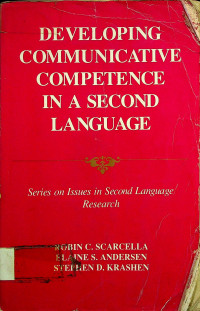 DEVELOPING
COMMUNICATIVE
COMPETENCE
IN A SECOND
LANGUAGE
Series on Issues in Second Language
Research
ROBIN C. SCARCELLA
ELAINE S. ANDERSEN
STEPHEN D. KRASHEN